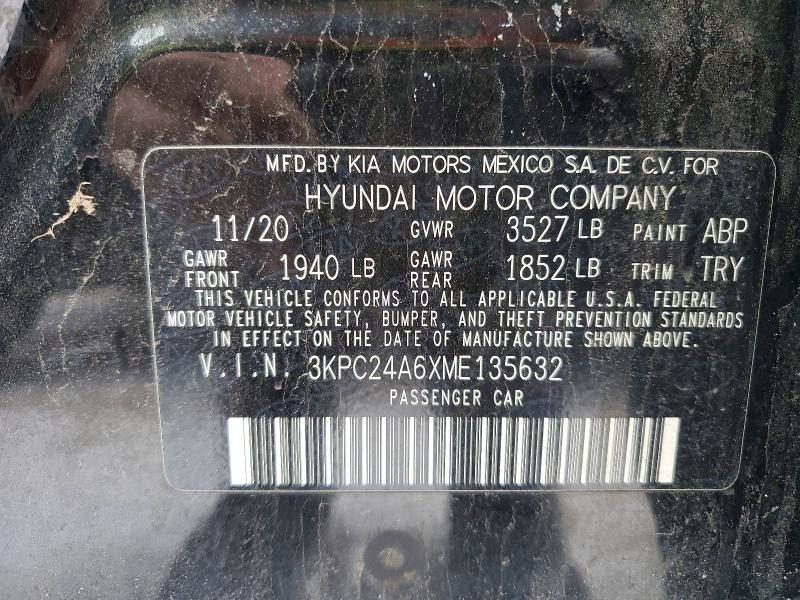 MFD. BY KIA MOTORS MEXICO S.A. DE C.V. FOR
HYUNDAI MOTOR COMPANY
11/20 GVWR 3527 LB PAINT ABP
GAWR FRONT 1940 LB GAWR REAR 1852 LB TRIM TRY
THIS VEHICLE CONFORMS TO ALL APPLICABLE U.S.A. FEDERAL
MOTOR VEHICLE SAFETY, BUMPER, AND THEFT PREVENTION STANDARDS
IN EFFECT ON THE DATE OF MANUFACTURE SHOWN ABOVE.
V.I.N. 3KPC24A6XME135632
PASSENGER CAR